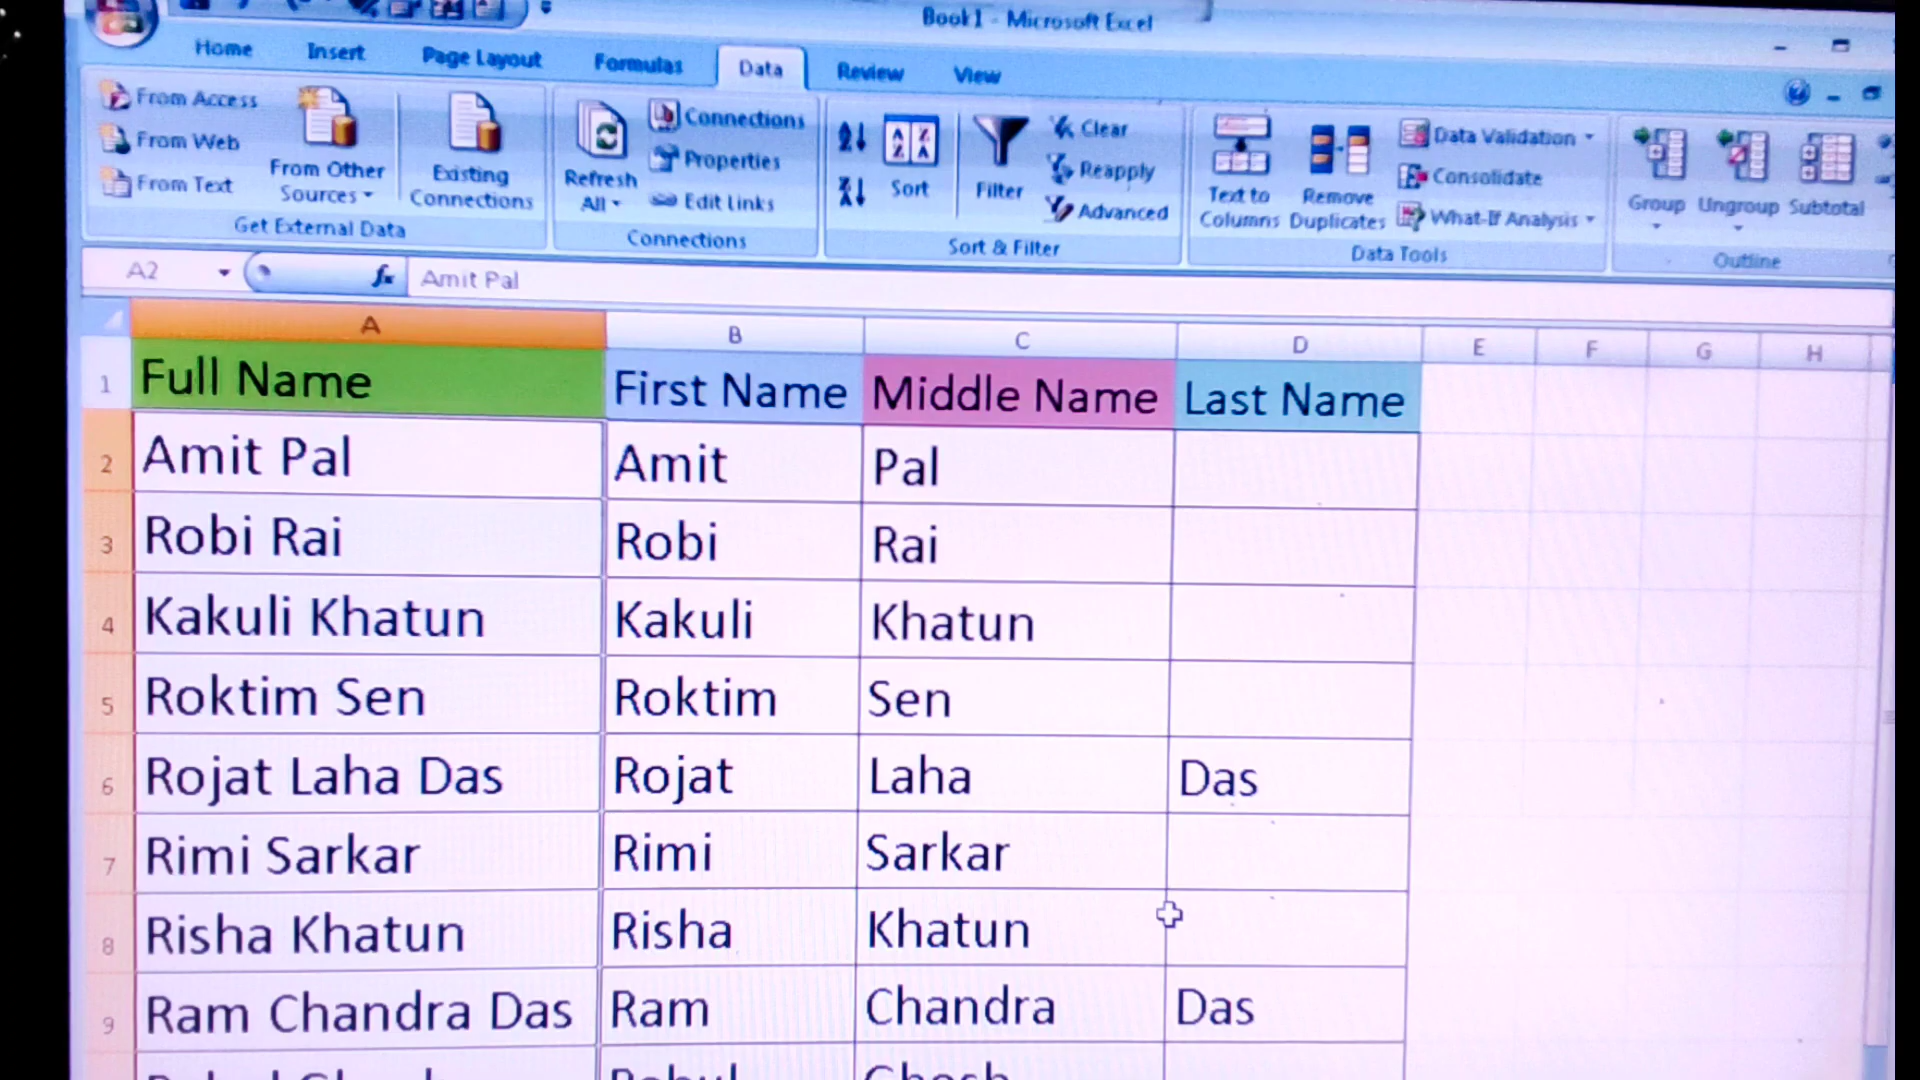 Book1 - Microsoft Excel
Home Insert Page Layout Formulas Data Review View
From Access
From Web
From Text
From Other Sources
Existing Connections
Get External Data
Refresh All
Connections
Properties
Edit Links
Connections
Sort
Filter
Clear
Reapply
Advanced
Sort & Filter
Text to Columns
Remove Duplicates
Data Validation
Consolidate
What-If Analysis
Data Tools
Group
Ungroup
Subtotal
Outline
A2 fx Amit Pal
A B C D E F G H
1 Full Name First Name Middle Name Last Name
2 Amit Pal Amit Pal
3 Robi Rai Robi Rai
4 Kakuli Khatun Kakuli Khatun
5 Roktim Sen Roktim Sen
6 Rojat Laha Das Rojat Laha Das
7 Rimi Sarkar Rimi Sarkar
8 Risha Khatun Risha Khatun
9 Ram Chandra Das Ram Chandra Das